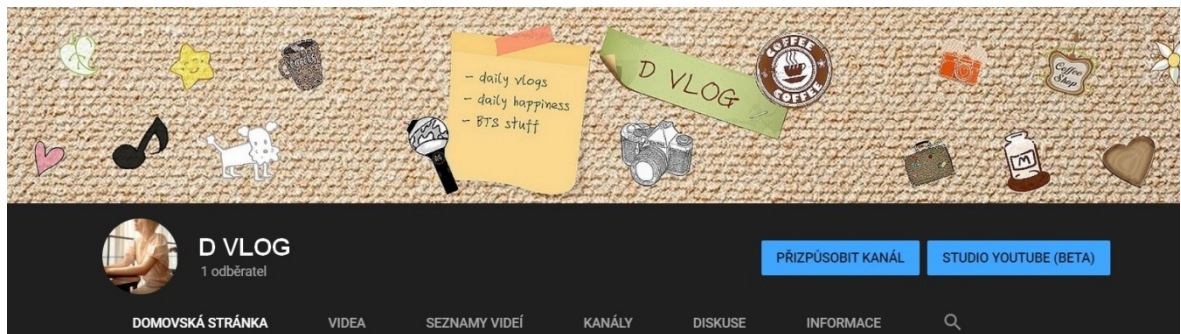 - daily vlogs
- daily happiness
- BTS stuff
D VLOG
COFFEE
COFFEE
Coffee
Shop
M
D VLOG
1 odběratel
PŘIZPŮSOBIT KANÁL
STUDIO YOUTUBE (BETA)
DOMOVSKÁ STRÁNKA
VIDEA
SEZNAMY VIDEÍ
KANÁLY
DISKUSE
INFORMACE